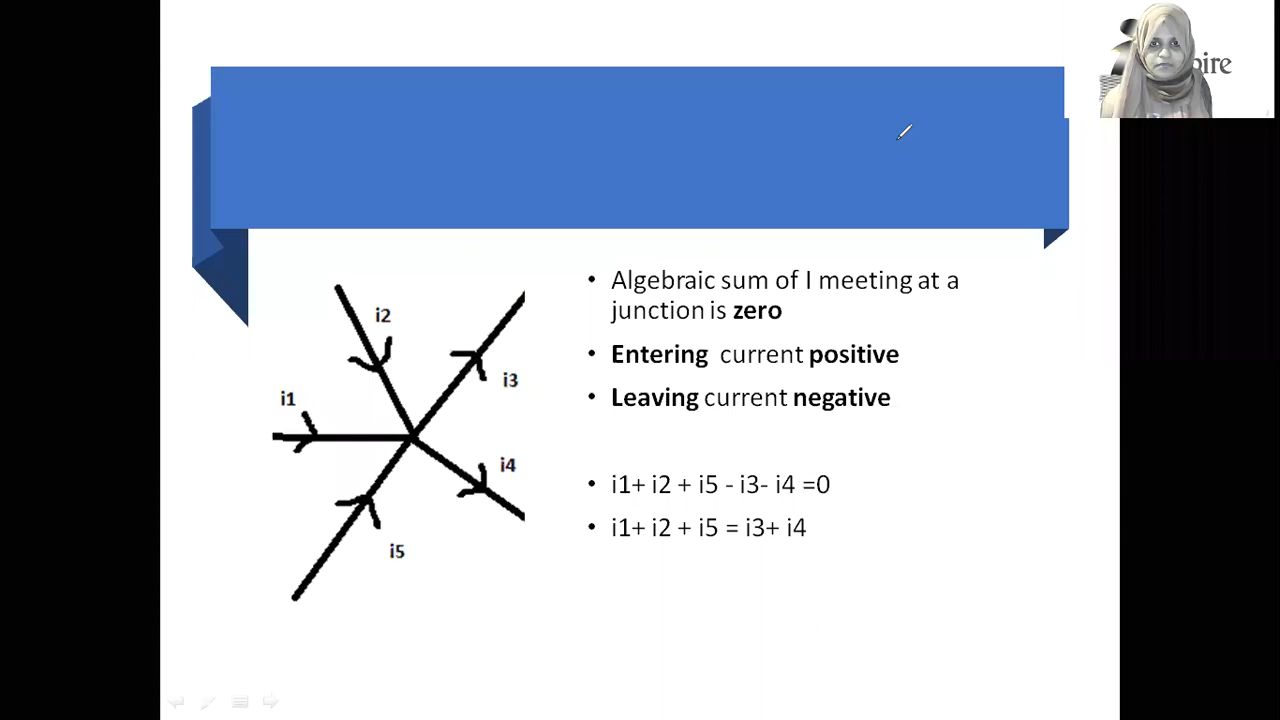 i2
i3
i1
i4
i5
• Algebraic sum of I meeting at a
junction is zero
• Entering current positive
• Leaving current negative
• i1+ i2 + i5 - i3- i4 =0
• i1+ i2 + i5 = i3+ i4